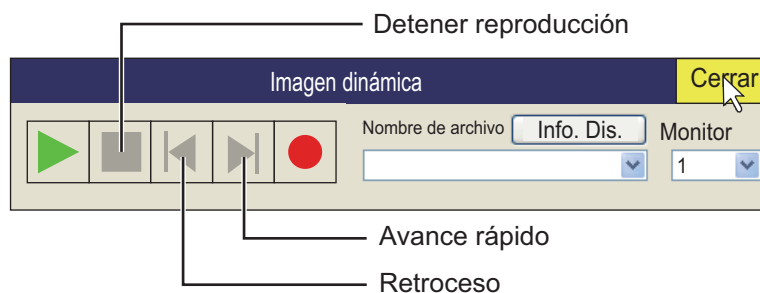 Detener reproducción
Imagen dinámica
Cerrar
Nombre de archivo
Info. Dis.
Monitor
1
Avance rápido
Retroceso